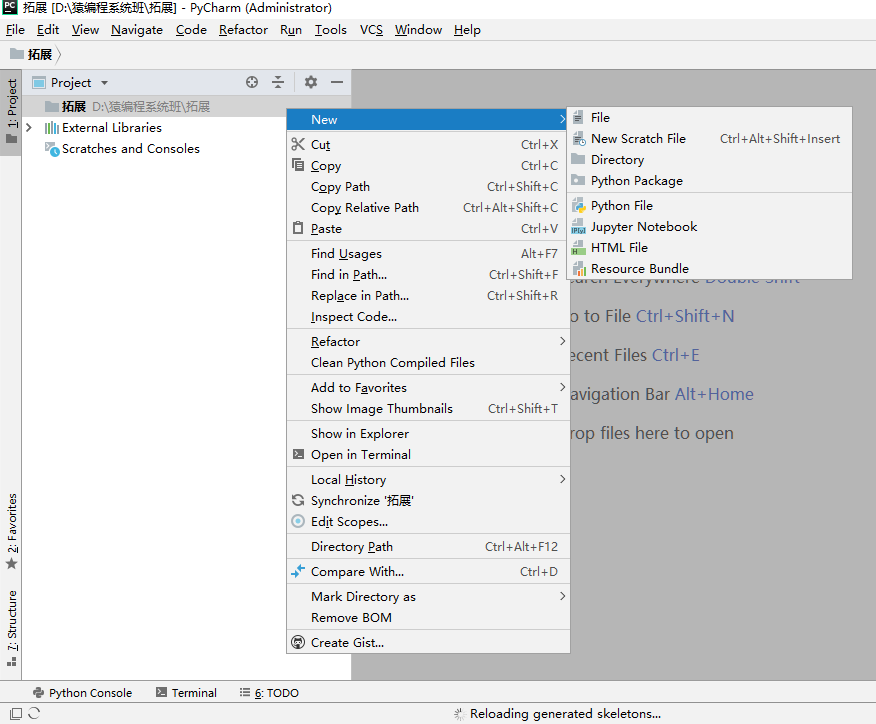 PC
拓展 [D:\猿编程系统班\拓展] - PyCharm (Administrator)
File Edit View Navigate Code Refactor Run Tools VCS Window Help
拓展
1: Project
Project
拓展 D:\猿编程系统班\拓展
External Libraries
Scratches and Consoles
New
Cut Ctrl+X
Copy Ctrl+C
Copy Path Ctrl+Shift+C
Copy Relative Path Ctrl+Alt+Shift+C
Paste Ctrl+V
Find Usages Alt+F7
Find in Path... Ctrl+Shift+F
Replace in Path... Ctrl+Shift+R
Inspect Code...
Refactor
Clean Python Compiled Files
Add to Favorites
Show Image Thumbnails Ctrl+Shift+T
Show in Explorer
Open in Terminal
Local History
Synchronize '拓展'
Edit Scopes...
Directory Path Ctrl+Alt+F12
Compare With... Ctrl+D
Mark Directory as
Remove BOM
Create Gist...
File
New Scratch File Ctrl+Alt+Shift+Insert
Directory
Python Package
Python File
Jupyter Notebook
HTML File
Resource Bundle
arch Everywhere Double Shift
o to File Ctrl+Shift+N
ecent Files Ctrl+E
avigation Bar Alt+Home
rop files here to open
2: Favorites
7: Structure
Python Console Terminal 6: TODO
Reloading generated skeletons...